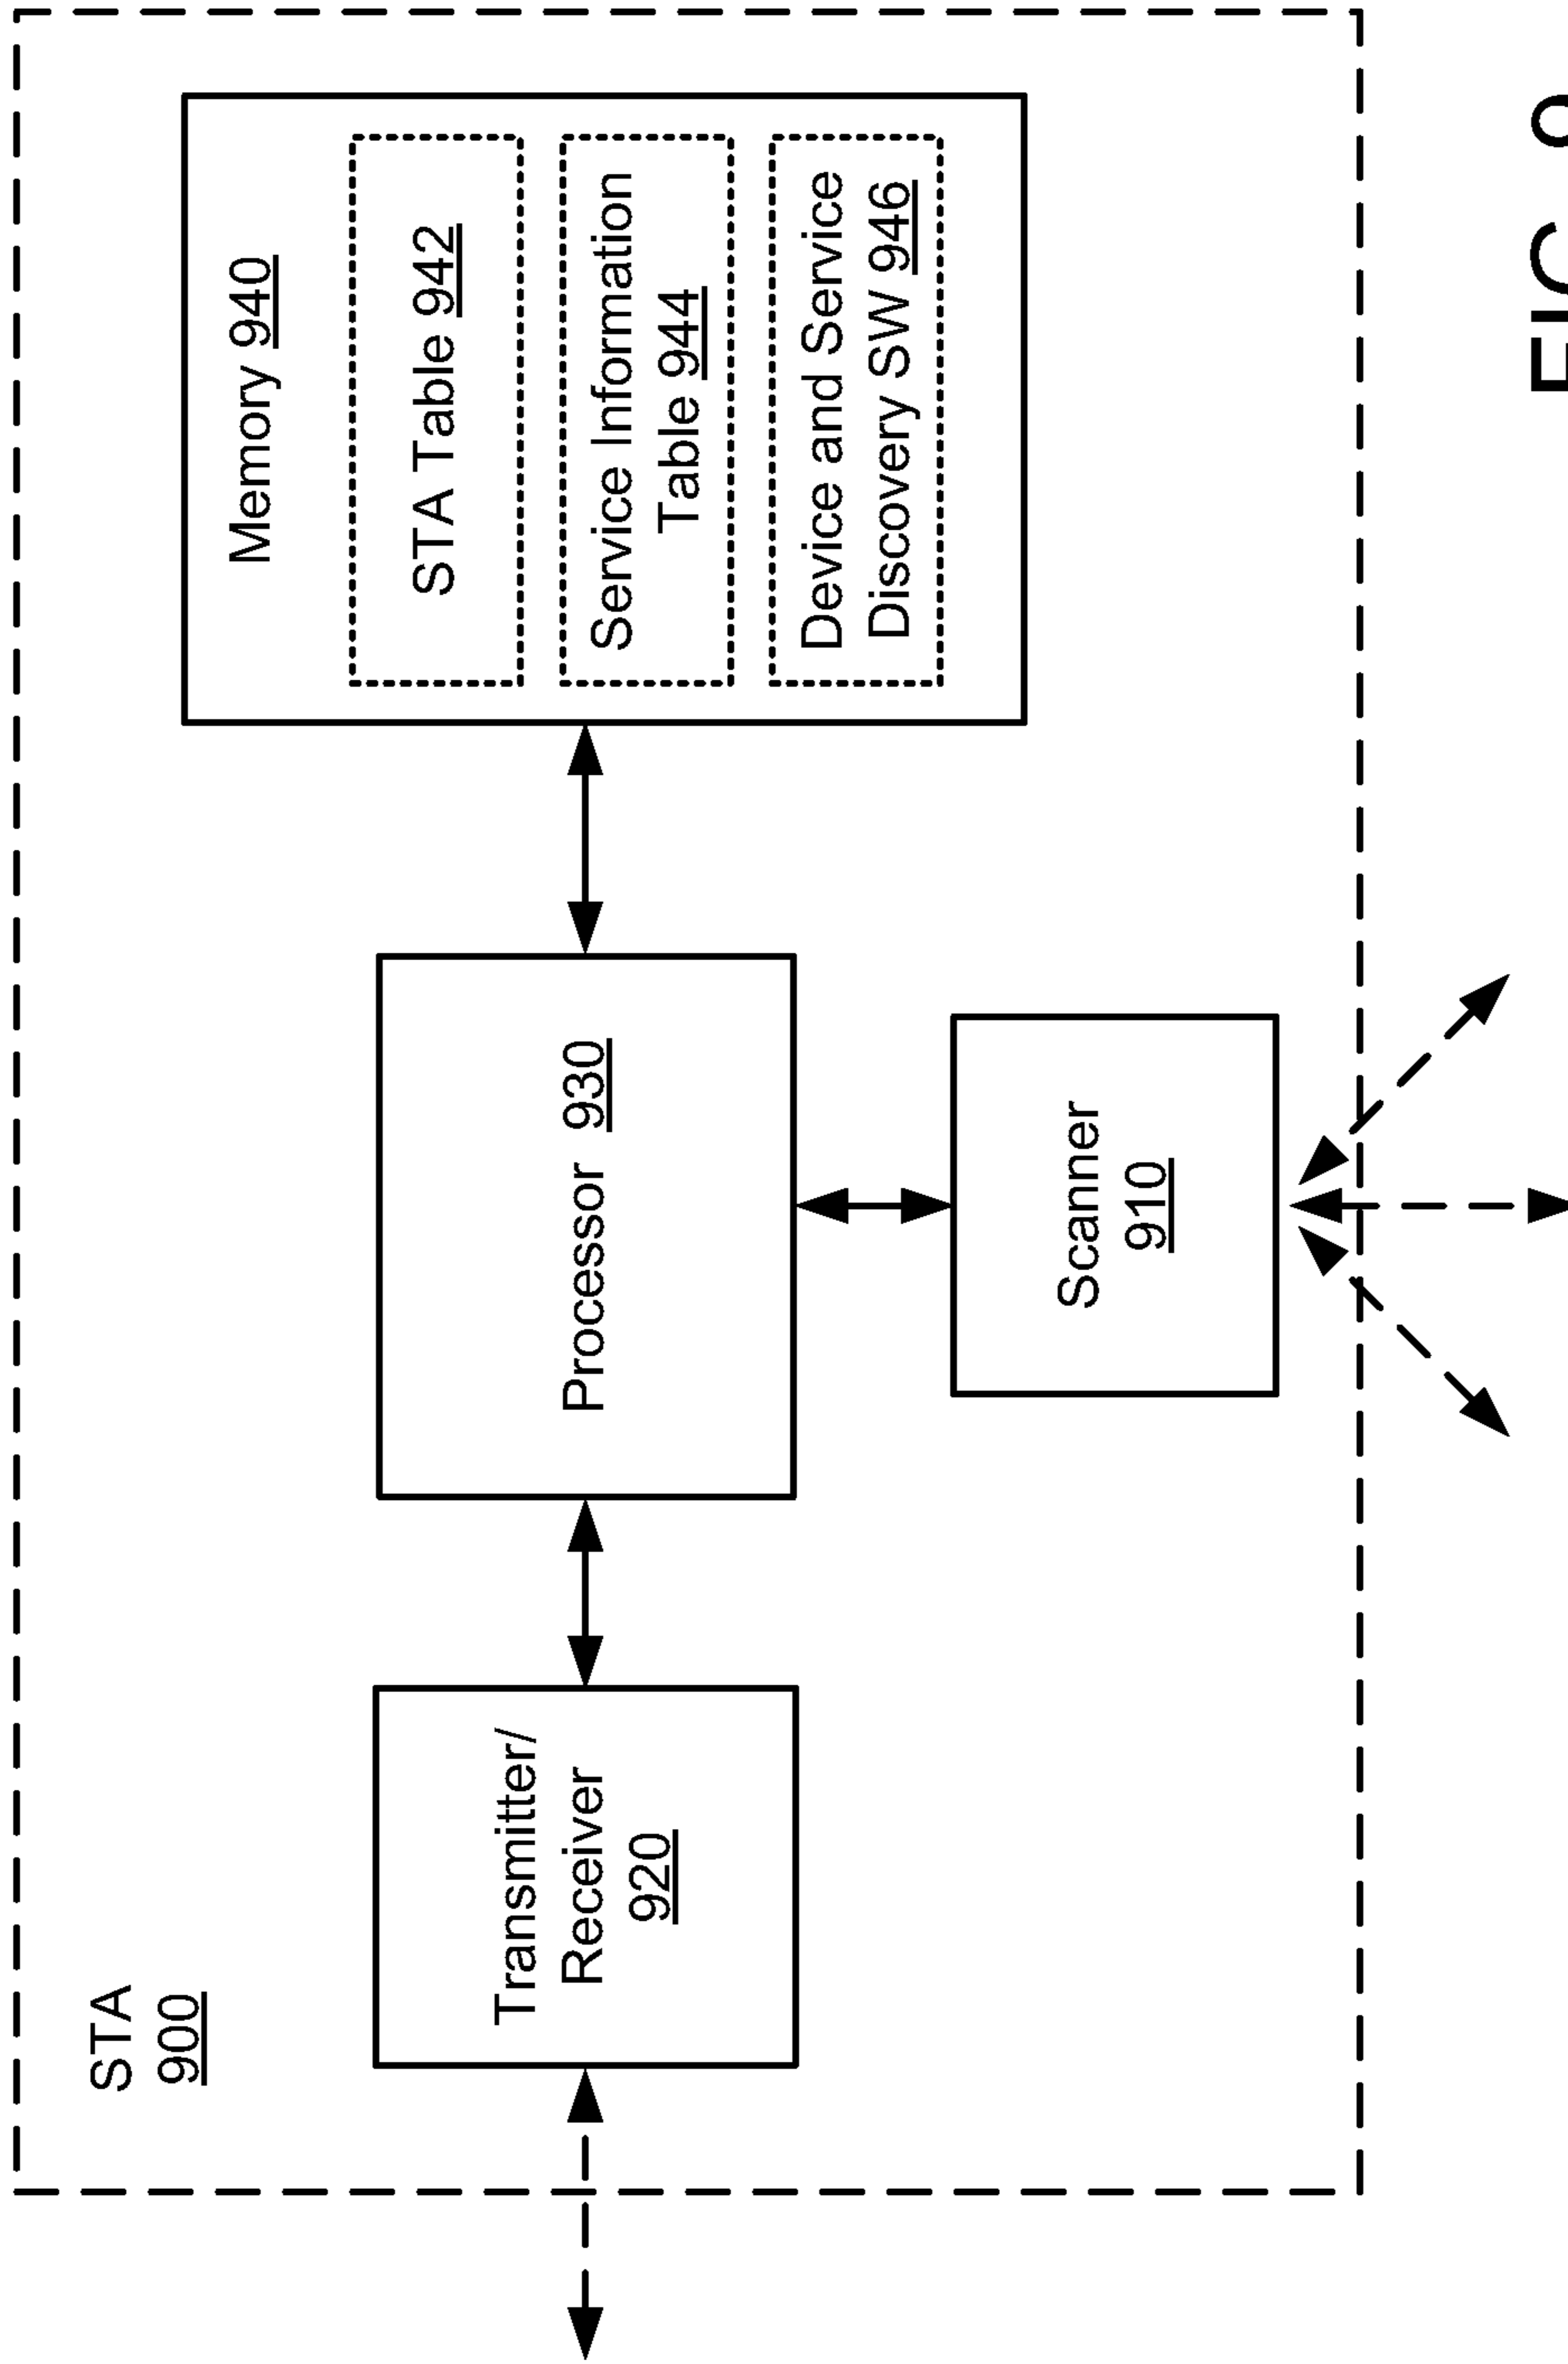 STA
900
Transmitter/
Receiver
920
Processor 930
Memory 940
STA Table 942
Service Information
Table 944
Device and Service
Discovery SW 946
Scanner
910